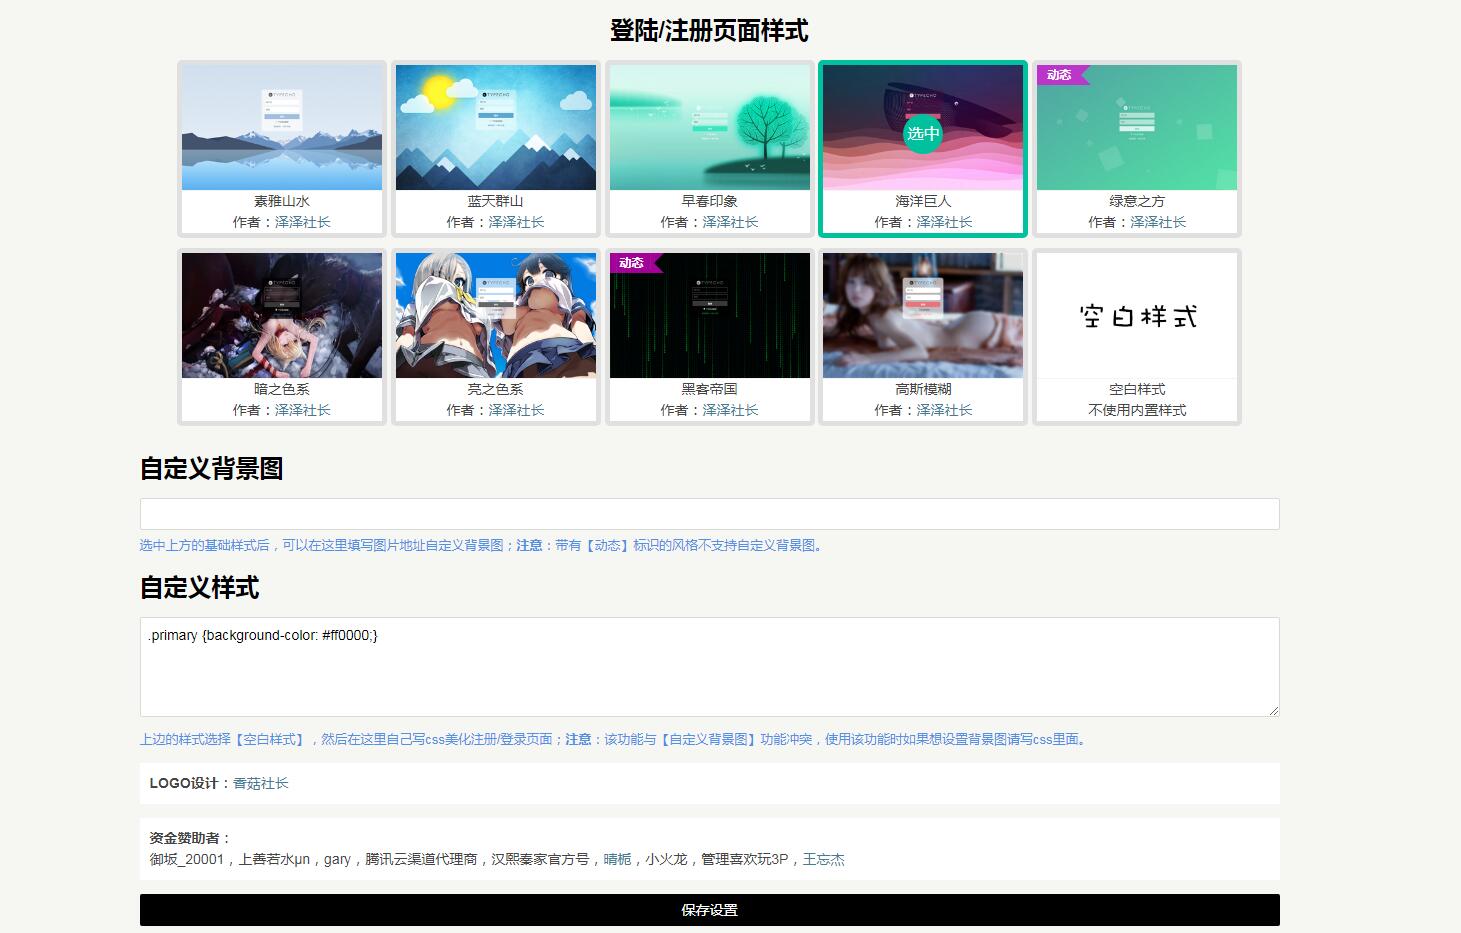 登陆/注册页面样式
动态
选中
素雅山水
作者：泽泽社长
蓝天群山
作者：泽泽社长
早春印象
作者：泽泽社长
海洋巨人
作者：泽泽社长
绿意之方
作者：泽泽社长
动态
空白样式
暗之色系
作者：泽泽社长
亮之色系
作者：泽泽社长
黑客帝国
作者：泽泽社长
高斯模糊
作者：泽泽社长
空白样式
不使用内置样式
自定义背景图
选中上方的基础样式后，可以在这里填写图片地址自定义背景图；注意：带有【动态】标识的风格不支持自定义背景图。
自定义样式
.primary {background-color: #ff0000;}
上边的样式选择【空白样式】，然后在这里自己写css美化注册/登录页面；注意：该功能与【自定义背景图】功能冲突，使用该功能时如果想设置背景图请写css里面。
LOGO设计：香菇社长
资金赞助者：
御坂_20001，上善若水μn，gary，腾讯云渠道代理商，汉熙秦家官方号，晴栀，小火龙，管理喜欢玩3P，王忘杰
保存设置